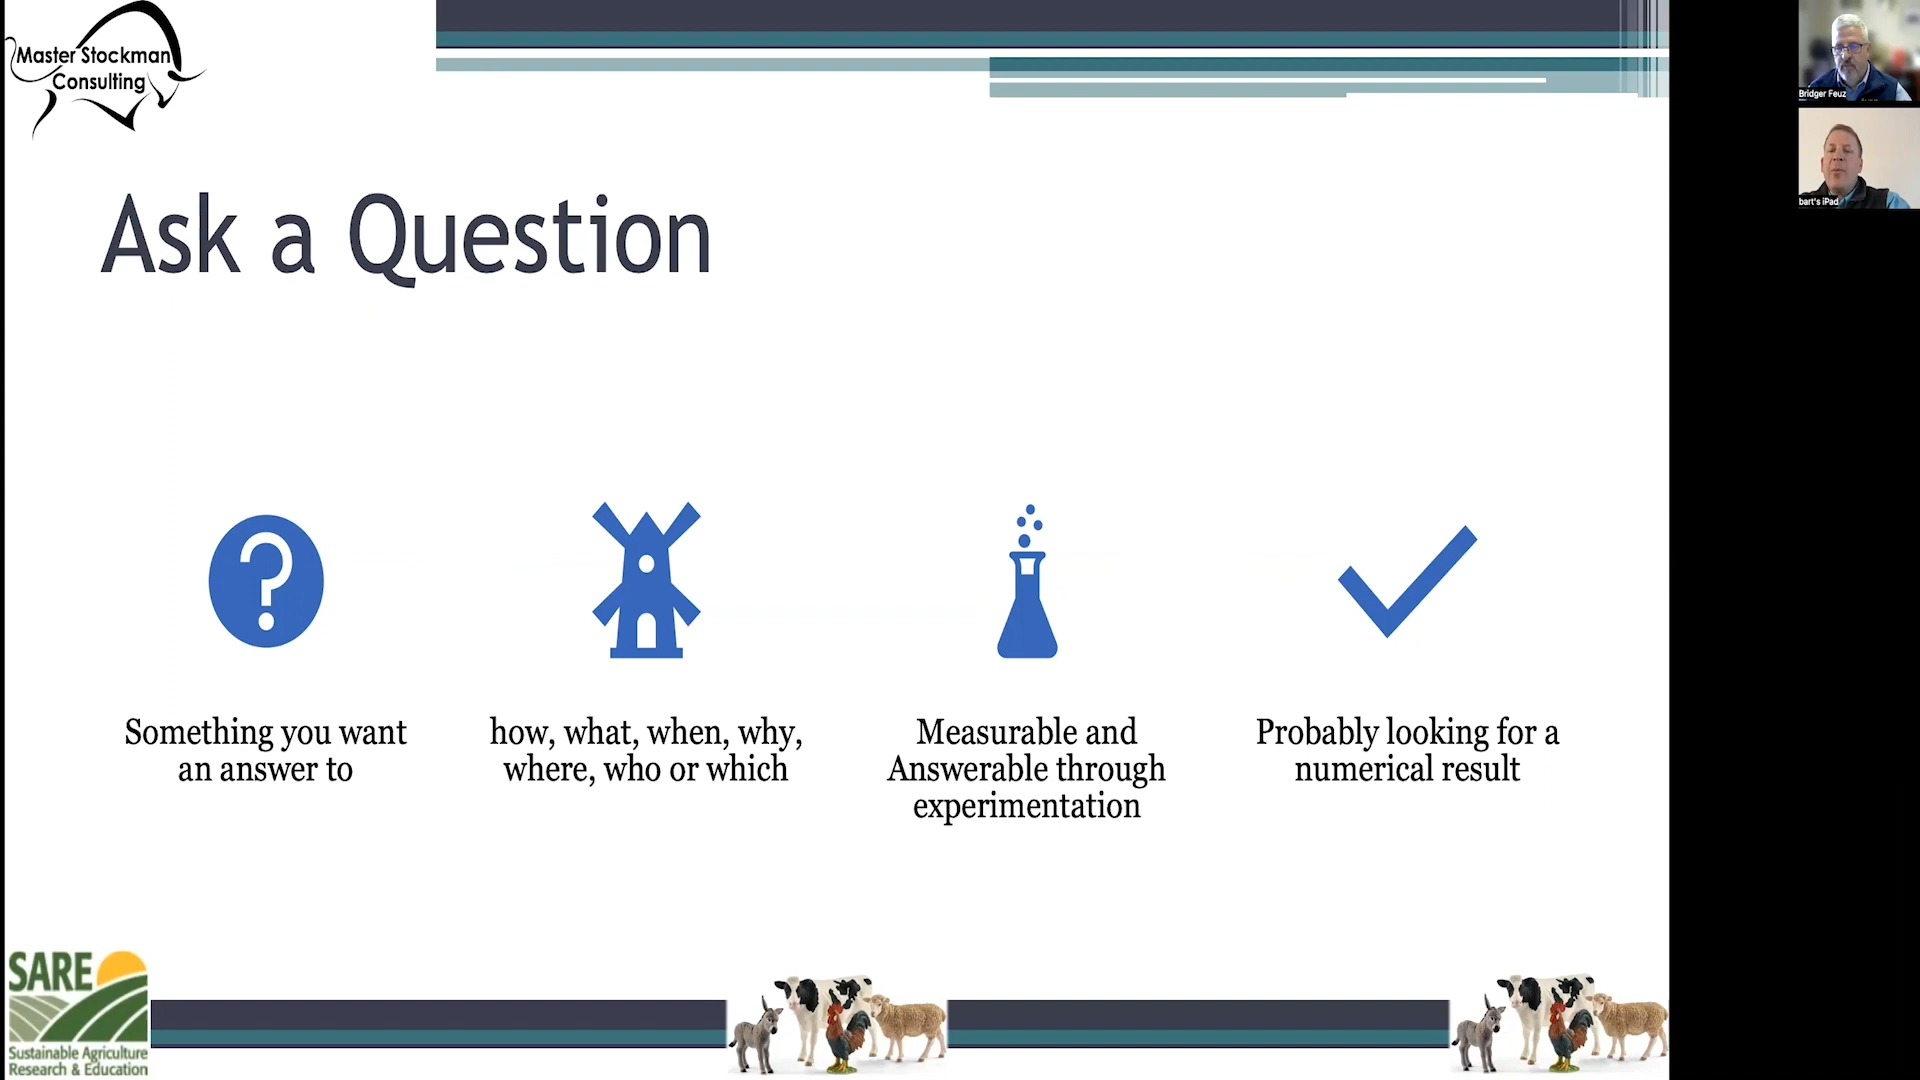 Master Stockman
Consulting
Bridger Feuz
bart's iPad
Ask a Question
?
Something you want
an answer to
how, what, when, why,
where, who or which
Measurable and
Answerable through
experimentation
Probably looking for a
numerical result
SARE
Sustainable Agriculture
Research & Education